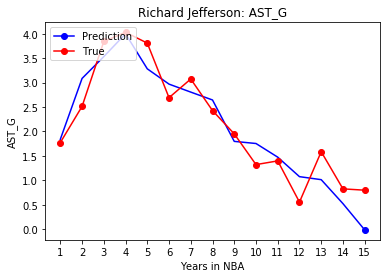 Richard Jefferson: AST_G
Prediction
True
AST_G
4.0
3.5
3.0
2.5
2.0
1.5
1.0
0.5
0.0
1 2 3 4 5 6 7 8 9 10 11 12 13 14 15
Years in NBA